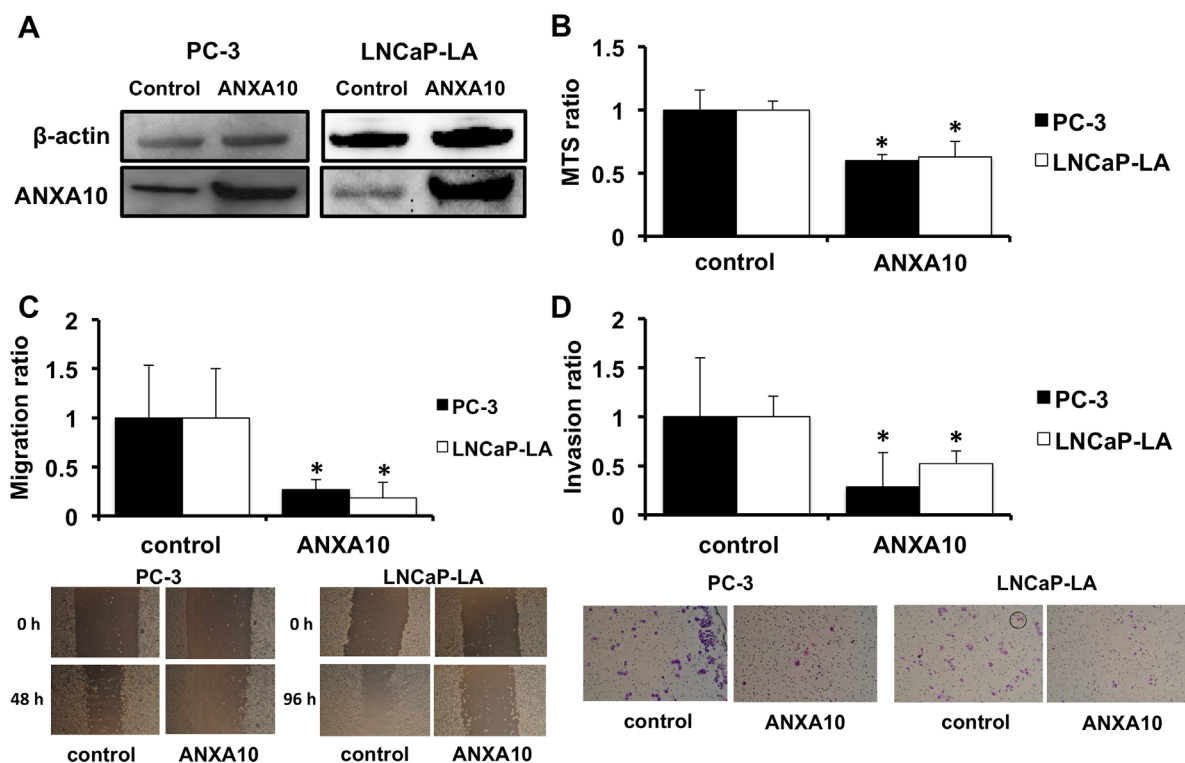 A
PC-3
LNCaP-LA
Control ANXA10
Control ANXA10
β-actin
ANXA10
B
MTS ratio
1.5
1
0.5
0
*
*
control
ANXA10
PC-3
LNCaP-LA
C
Migration ratio
2
1.5
1
0.5
0
*
*
control
ANXA10
PC-3
LNCaP-LA
PC-3
LNCaP-LA
0 h
0 h
48 h
96 h
control
ANXA10
control
ANXA10
D
Invasion ratio
2
1.5
1
0.5
0
*
*
control
ANXA10
PC-3
LNCaP-LA
PC-3
LNCaP-LA
control
ANXA10
control
ANXA10